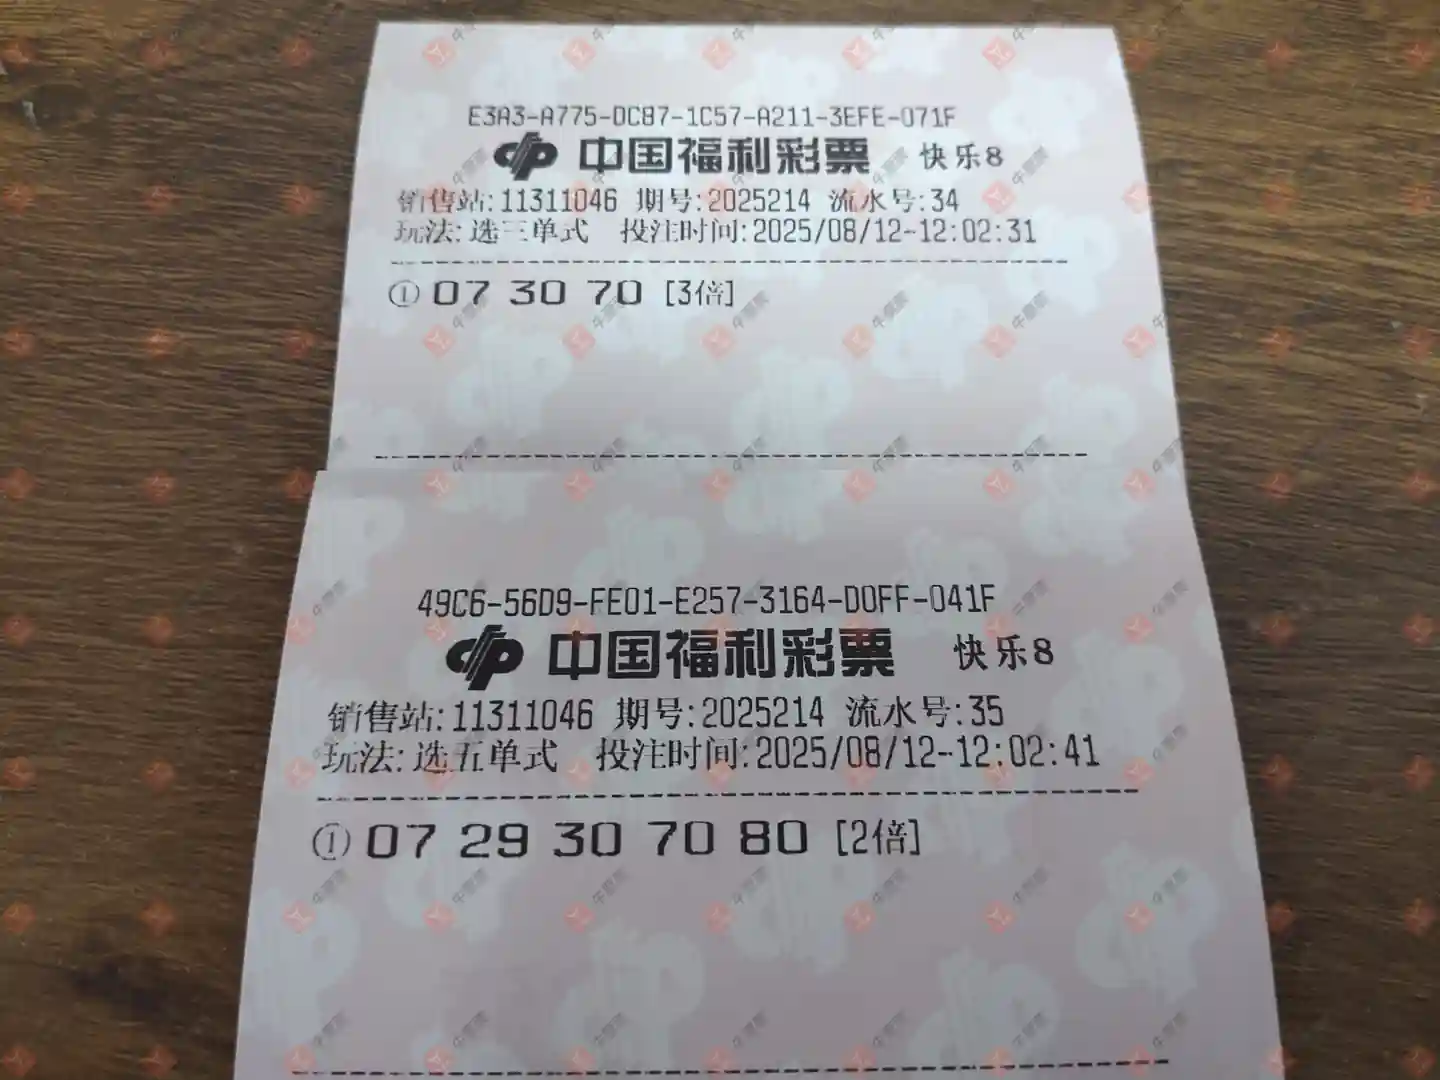 E3A3-A775-DC87-1C57-A211-3EFE-071F
中国福利彩票 快乐8
销售站:11311046 期号:2025214 流水号:34
玩法:选三单式 投注时间:2025/08/12-12:02:31
① 07 30 70 [3倍]
49C6-56D9-FE01-E257-3164-D0FF-041F
中国福利彩票 快乐8
销售站:11311046 期号:2025214 流水号:35
玩法:选五单式 投注时间:2025/08/12-12:02:41
① 07 29 30 70 80 [2倍]